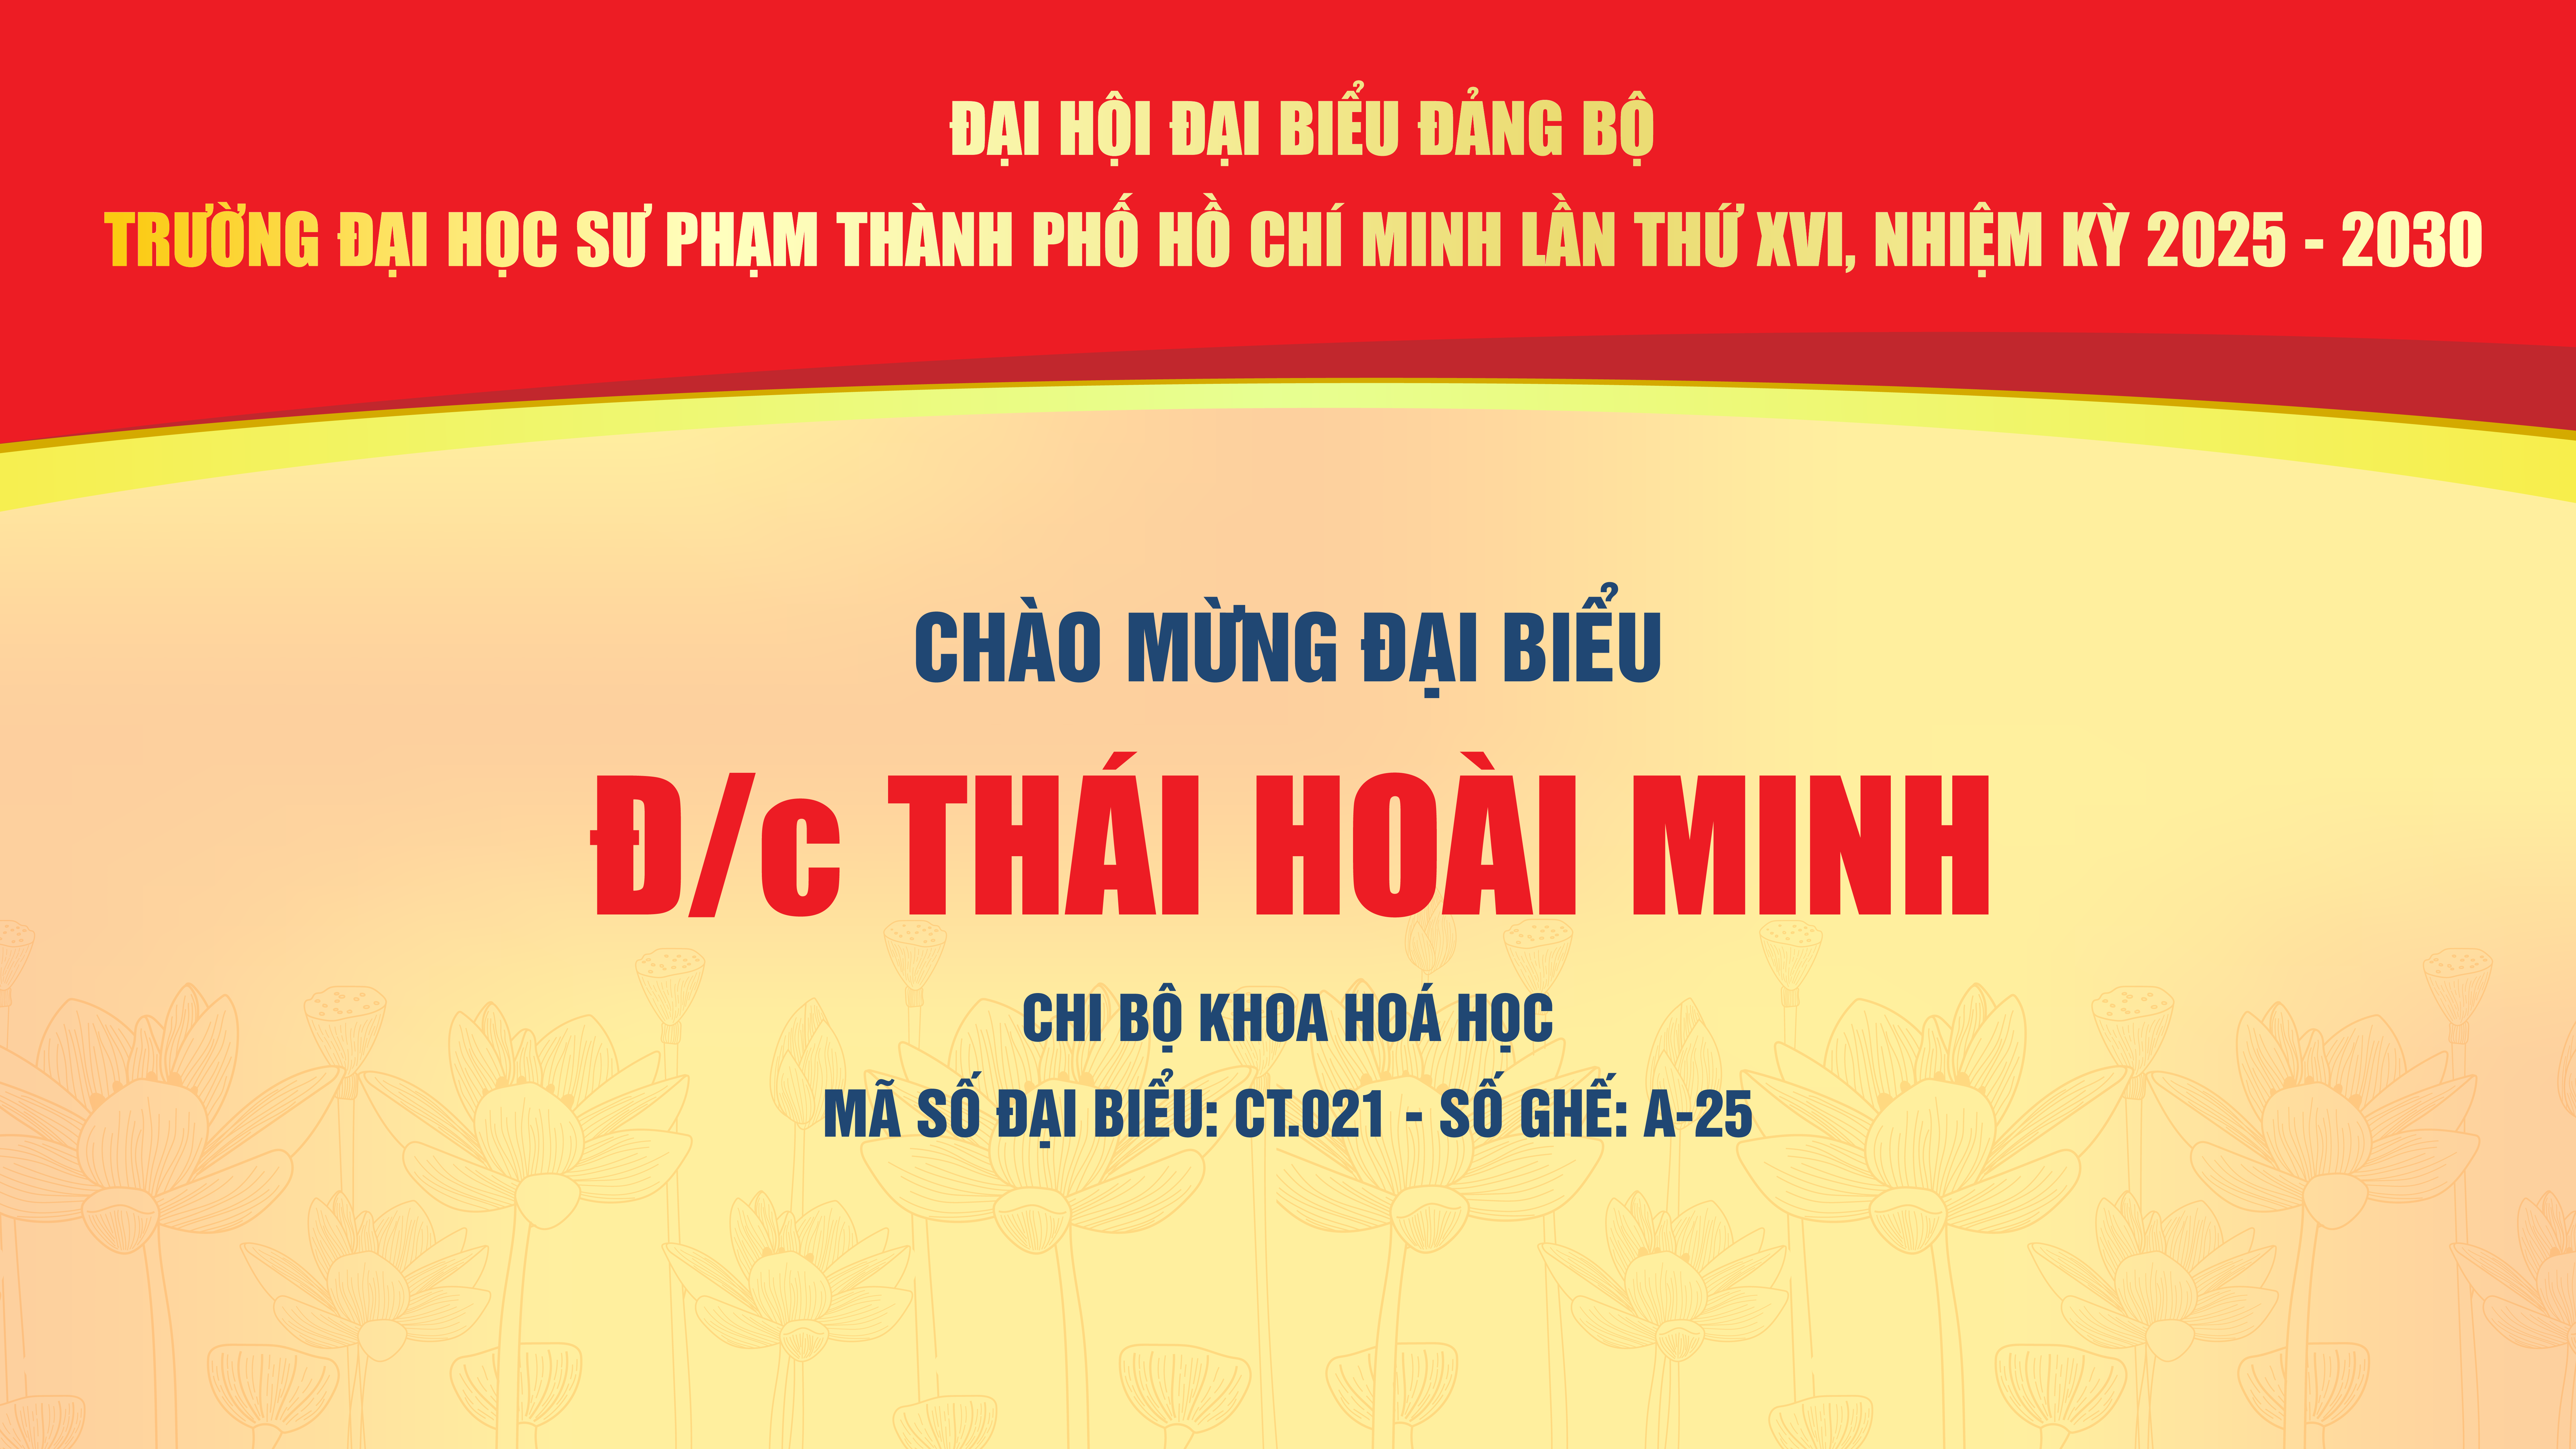 ĐẠI HỘI ĐẠI BIỂU ĐẢNG BỘ
TRƯỜNG ĐẠI HỌC SƯ PHẠM THÀNH PHỐ HỒ CHÍ MINH LẦN THỨ XVI, NHIỆM KỲ 2025 - 2030
CHÀO MỪNG ĐẠI BIỂU
Đ/c THÁI HOÀI MINH
CHI BỘ KHOA HOÁ HỌC
MÃ SỐ ĐẠI BIỂU: CT.021 - SỐ GHẾ: A-25